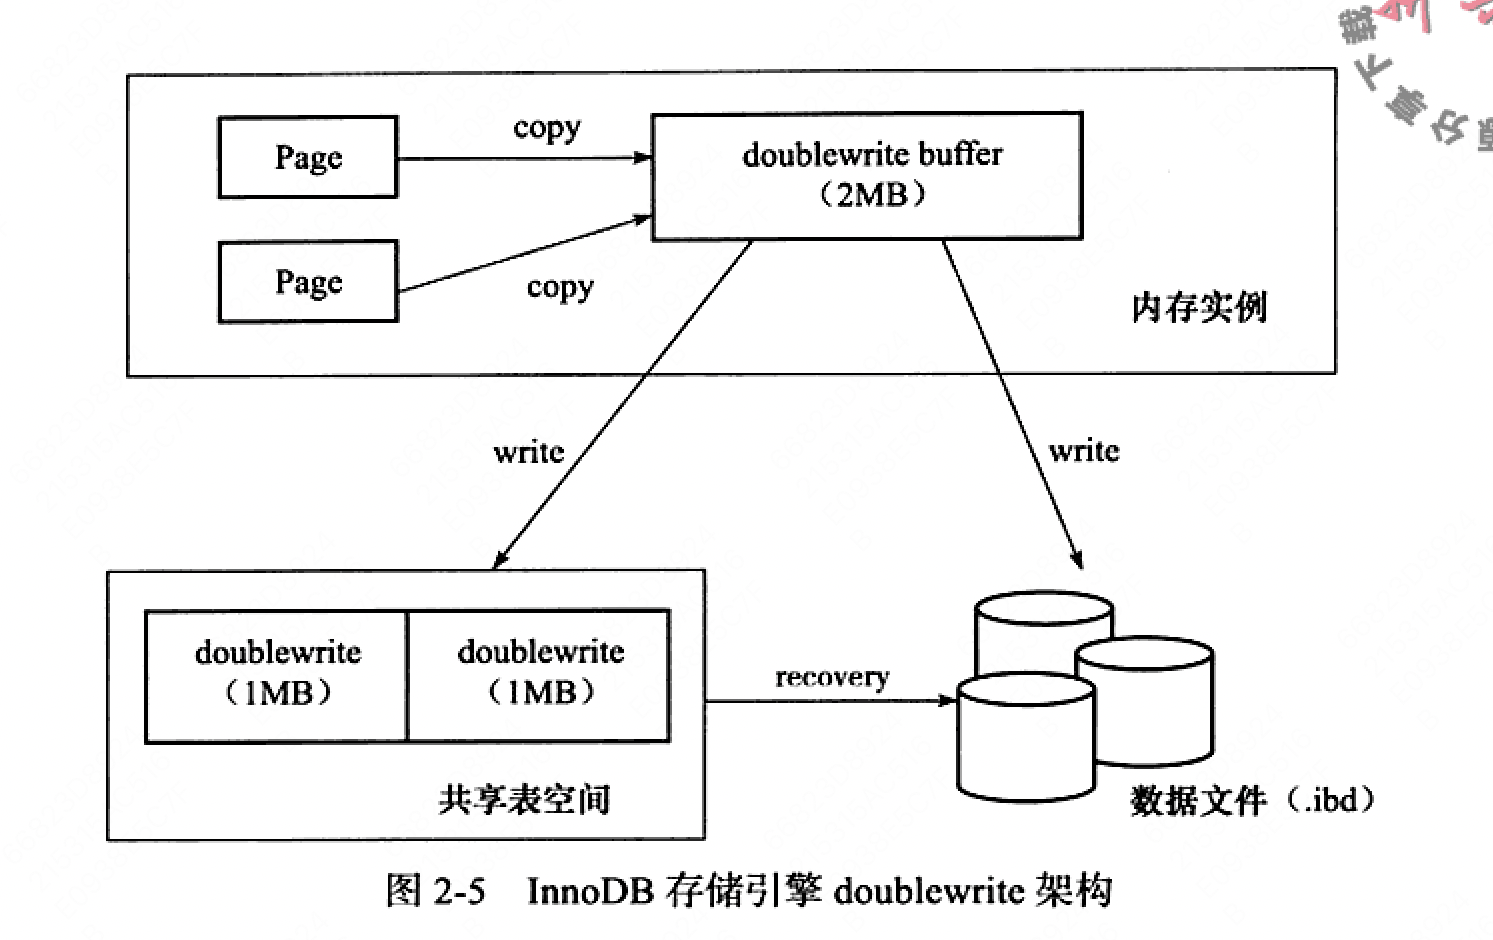 Page
copy
doublewrite buffer
（2MB）
Page
copy
内存实例
write
write
doublewrite
（1MB）
doublewrite
（1MB）
recovery
共享表空间
数据文件（.ibd）
图 2-5 InnoDB 存储引擎 doublewrite 架构